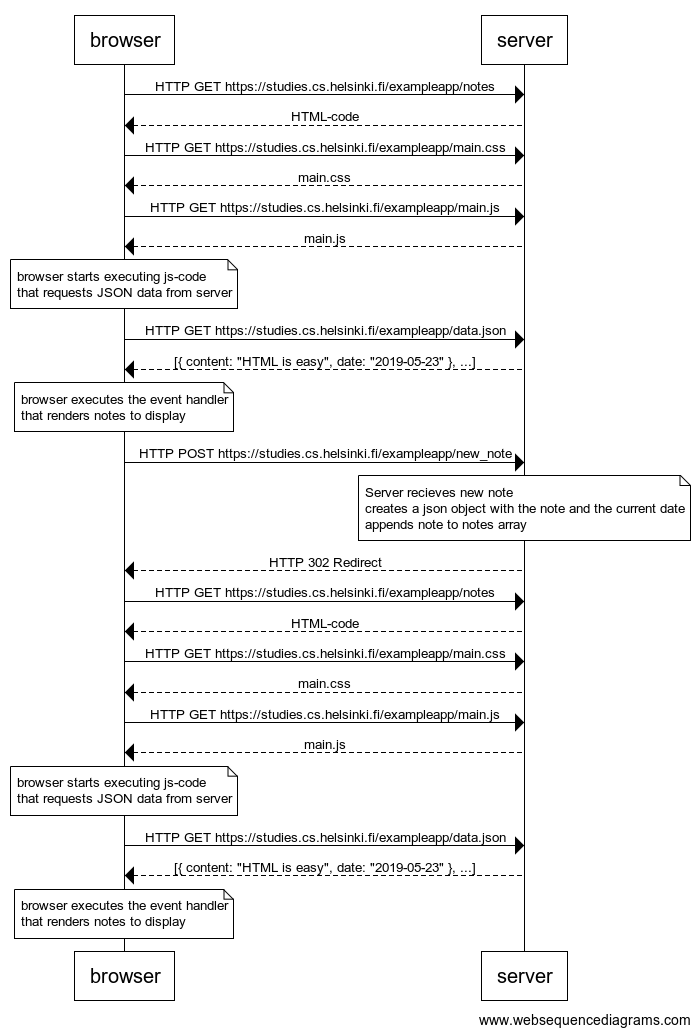 browser
server
HTTP GET https://studies.cs.helsinki.fi/exampleapp/notes
HTML-code
HTTP GET https://studies.cs.helsinki.fi/exampleapp/main.css
main.css
HTTP GET https://studies.cs.helsinki.fi/exampleapp/main.js
main.js
browser starts executing js-code
that requests JSON data from server
HTTP GET https://studies.cs.helsinki.fi/exampleapp/data.json
[{ content: "HTML is easy", date: "2019-05-23" }, ...]
browser executes the event handler
that renders notes to display
HTTP POST https://studies.cs.helsinki.fi/exampleapp/new_note
Server recieves new note
creates a json object with the note and the current date
appends note to notes array
HTTP 302 Redirect
HTTP GET https://studies.cs.helsinki.fi/exampleapp/notes
HTML-code
HTTP GET https://studies.cs.helsinki.fi/exampleapp/main.css
main.css
HTTP GET https://studies.cs.helsinki.fi/exampleapp/main.js
main.js
browser starts executing js-code
that requests JSON data from server
HTTP GET https://studies.cs.helsinki.fi/exampleapp/data.json
[{ content: "HTML is easy", date: "2019-05-23" }, ...]
browser executes the event handler
that renders notes to display
browser
server
www.websequencediagrams.com